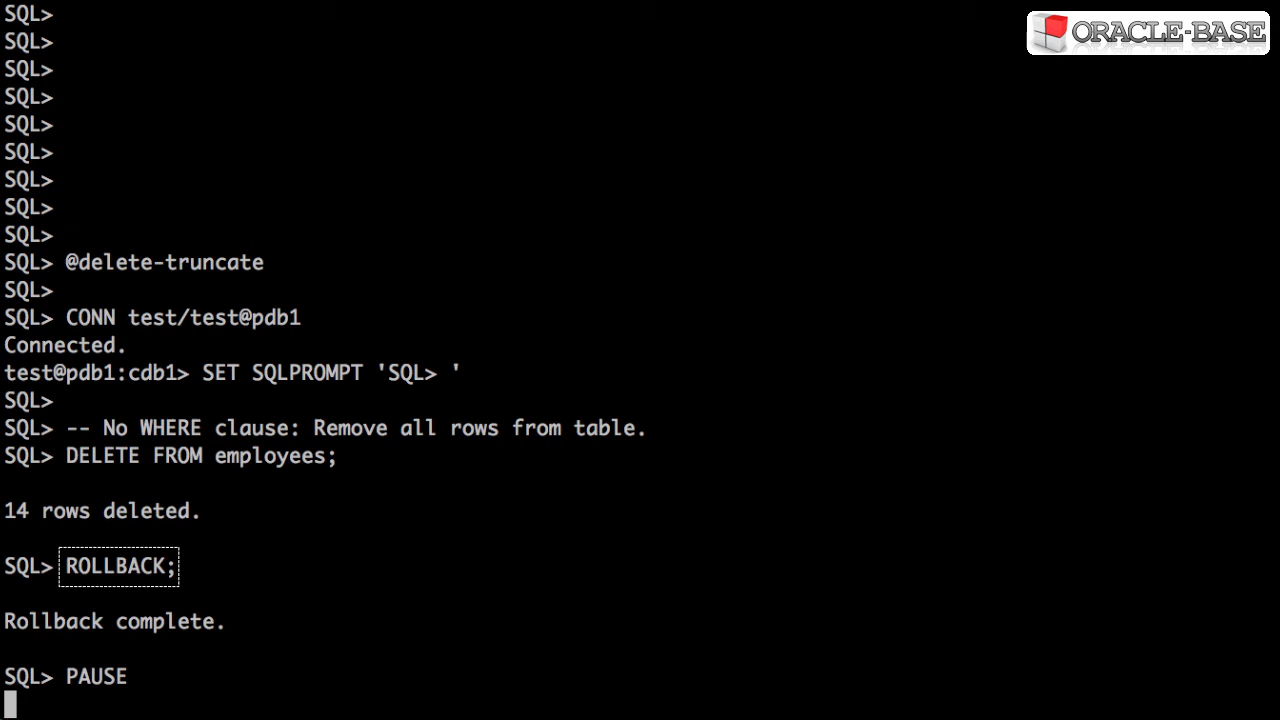 SQL>
SQL>
SQL>
SQL>
SQL>
SQL>
SQL>
SQL>
SQL>
SQL> @delete-truncate
SQL>
SQL> CONN test/test@pdb1
Connected.
test@pdb1:cdb1> SET SQLPROMPT 'SQL> '
SQL>
SQL> -- No WHERE clause: Remove all rows from table.
SQL> DELETE FROM employees;
14 rows deleted.
SQL> ROLLBACK;
Rollback complete.
SQL> PAUSE
ORACLE-BASE